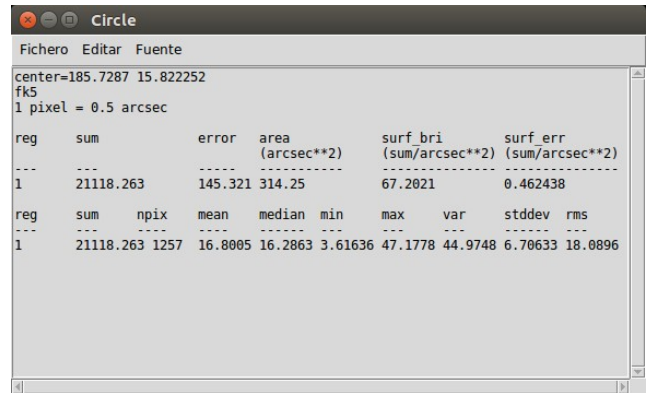 Circle
Fichero Editar Fuente
center=185.7287 15.822252
fk5
1 pixel = 0.5 arcsec
reg sum error area surf_bri surf_err
(arcsec**2) (sum/arcsec**2) (sum/arcsec**2)
--- --- ----- ----------- --------------- ---------------
1 21118.263 145.321 314.25 67.2021 0.462438
reg sum npix mean median min max var stddev rms
--- --- ---- ---- ------ --- --- --- ------ ---
1 21118.263 1257 16.8005 16.2863 3.61636 47.1778 44.9748 6.70633 18.0896